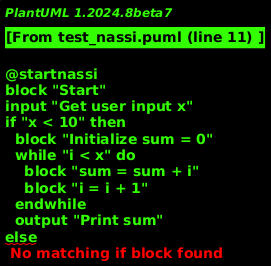 PlantUML 1.2024.8beta7
[From test_nassi.puml (line 11) ]
@startnassi
block "Start"
input "Get user input x"
if "x < 10" then
block "Initialize sum = 0"
while "i < x" do
block "sum = sum + i"
block "i = i + 1"
endwhile
output "Print sum"
else
No matching if block found